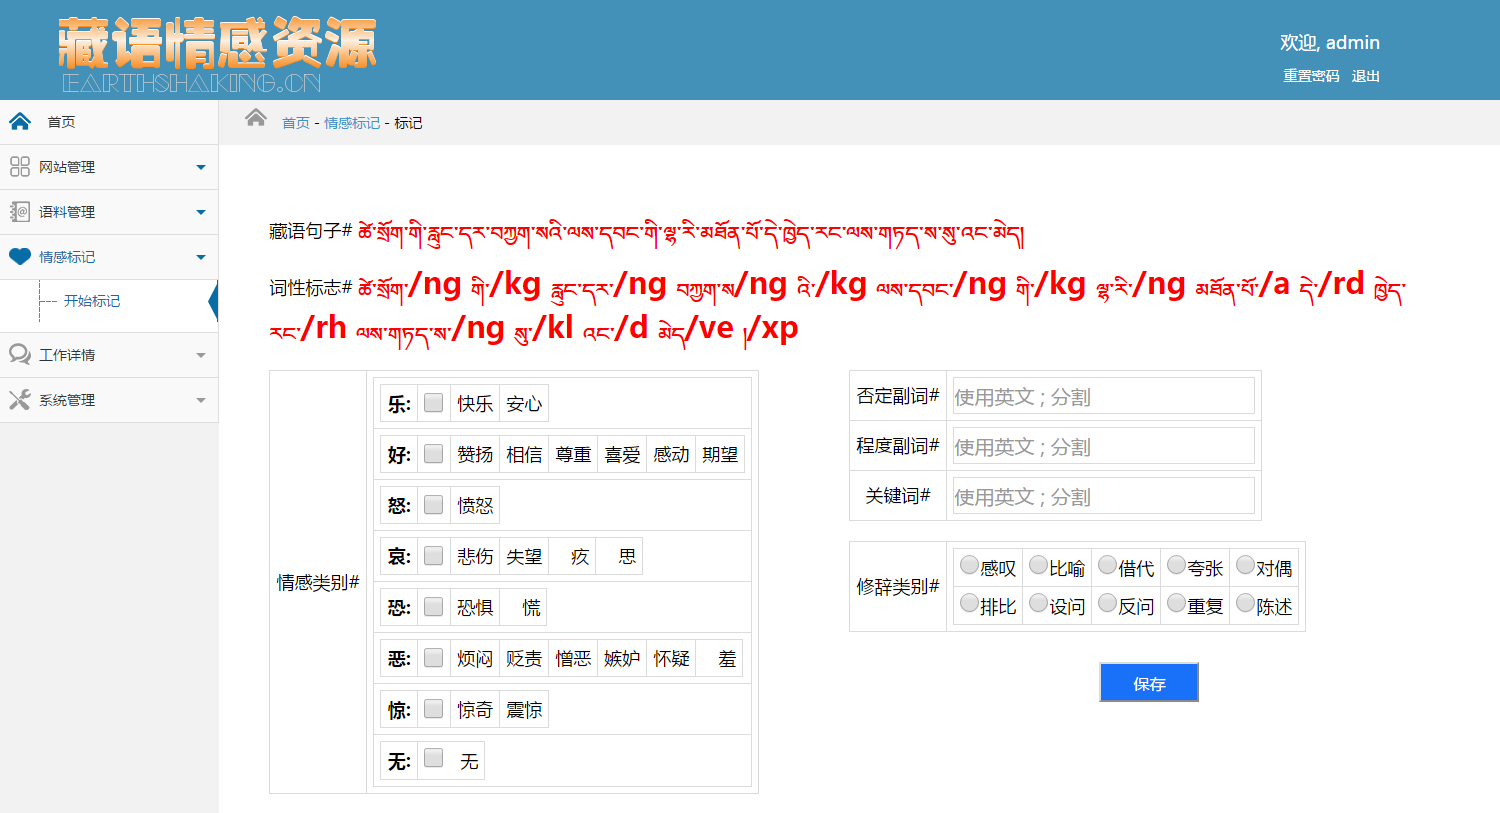 藏语情感资源
EARTHSHAKING.CN
欢迎, admin
重置密码 退出
首页
网站管理
语料管理
情感标记
开始标记
工作详情
系统管理
首页 - 情感标记 - 标记
藏语句子# ཚེ་སྲོག་གི་རླུང་དར་བཀྱག་སའི་ལས་དབང་གི་ལྷ་རི་མཐོན་པོ་དེ་ཁྱེད་རང་ལས་གཏད་ས་སུ་འང་མེད།
词性标志# ཚེ་སྲོག་/ng གི་/kg རླུང་དར་/ng བཀྱག་ས/ng འི་/kg ལས་དབང་/ng གི་/kg ལྷ་རི་/ng མཐོན་པོ་/a དེ་/rd ཁྱེད་
རང་/rh ལས་གཏད་ས་/ng སུ་/kl འང་/d མེད/ve །/xp
情感类别#
乐: 快乐 安心
好: 赞扬 相信 尊重 喜爱 感动 期望
怒: 愤怒
哀: 悲伤 失望 疚 思
恐: 恐惧 慌
恶: 烦闷 贬责 憎恶 嫉妒 怀疑 羞
惊: 惊奇 震惊
无: 无
否定副词# 使用英文 ; 分割
程度副词# 使用英文 ; 分割
关键词# 使用英文 ; 分割
修辞类别#
感叹 比喻 借代 夸张 对偶
排比 设问 反问 重复 陈述
保存